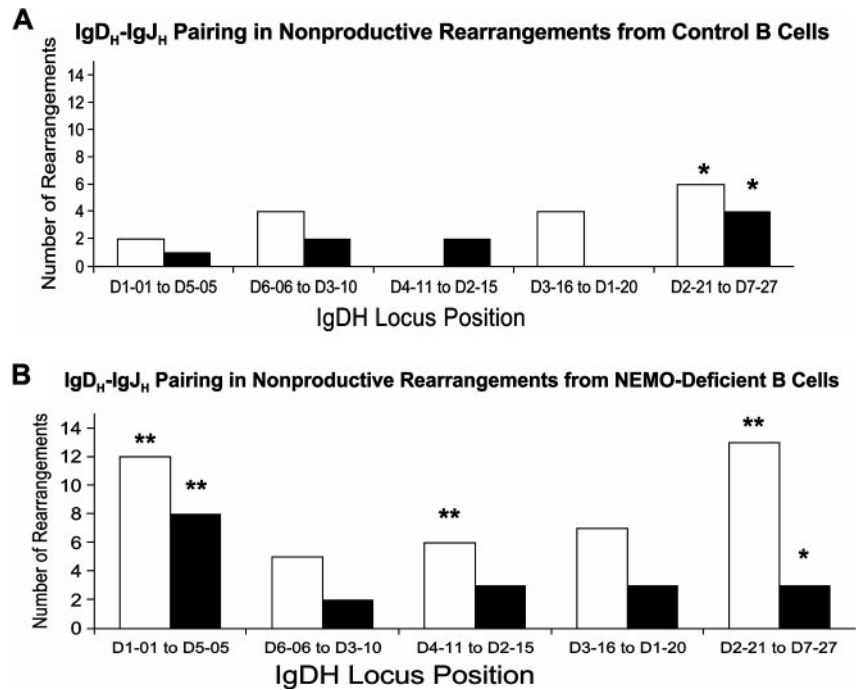 A
IgD_H-IgJ_H Pairing in Nonproductive Rearrangements from Control B Cells
Number of Rearrangements
14
12
10
8
6
4
2
0
* *
D1-01 to D5-05 D6-06 to D3-10 D4-11 to D2-15 D3-16 to D1-20 D2-21 to D7-27
IgDH Locus Position
B
IgD_H-IgJ_H Pairing in Nonproductive Rearrangements from NEMO-Deficient B Cells
Number of Rearrangements
14
12
10
8
6
4
2
0
** ** ** ** *
D1-01 to D5-05 D6-06 to D3-10 D4-11 to D2-15 D3-16 to D1-20 D2-21 to D7-27
IgDH Locus Position